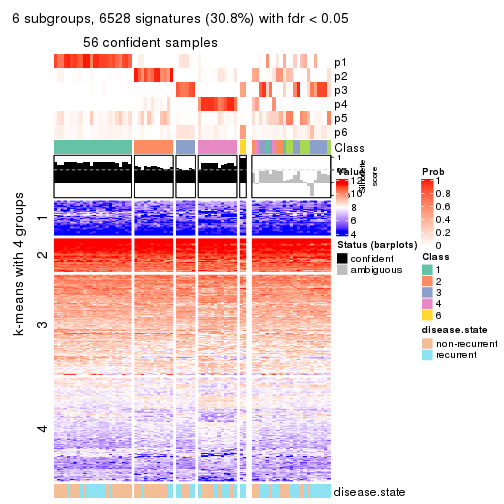 6 subgroups, 6528 signatures (30.8%) with fdr < 0.05
56 confident samples
p1
p2
p3
p4
p5
p6
Class
1
Silhouette
score
k-means with 4 groups
1
2
3
4
disease.state
Value
12
10
8
6
4
Status (barplots)
confident
ambiguous
Prob
1
0.8
0.6
0.4
0.2
0
Class
1
2
3
4
6
disease.state
non-recurrent
recurrent